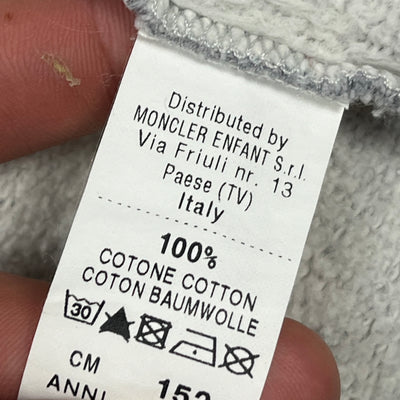 Distributed by
MONCLER ENFANT S.r.l.
Via Friuli nr. 13
Paese (TV)
Italy
100%
COTONE COTTON
COTON BAUMWOLLE
30
CM